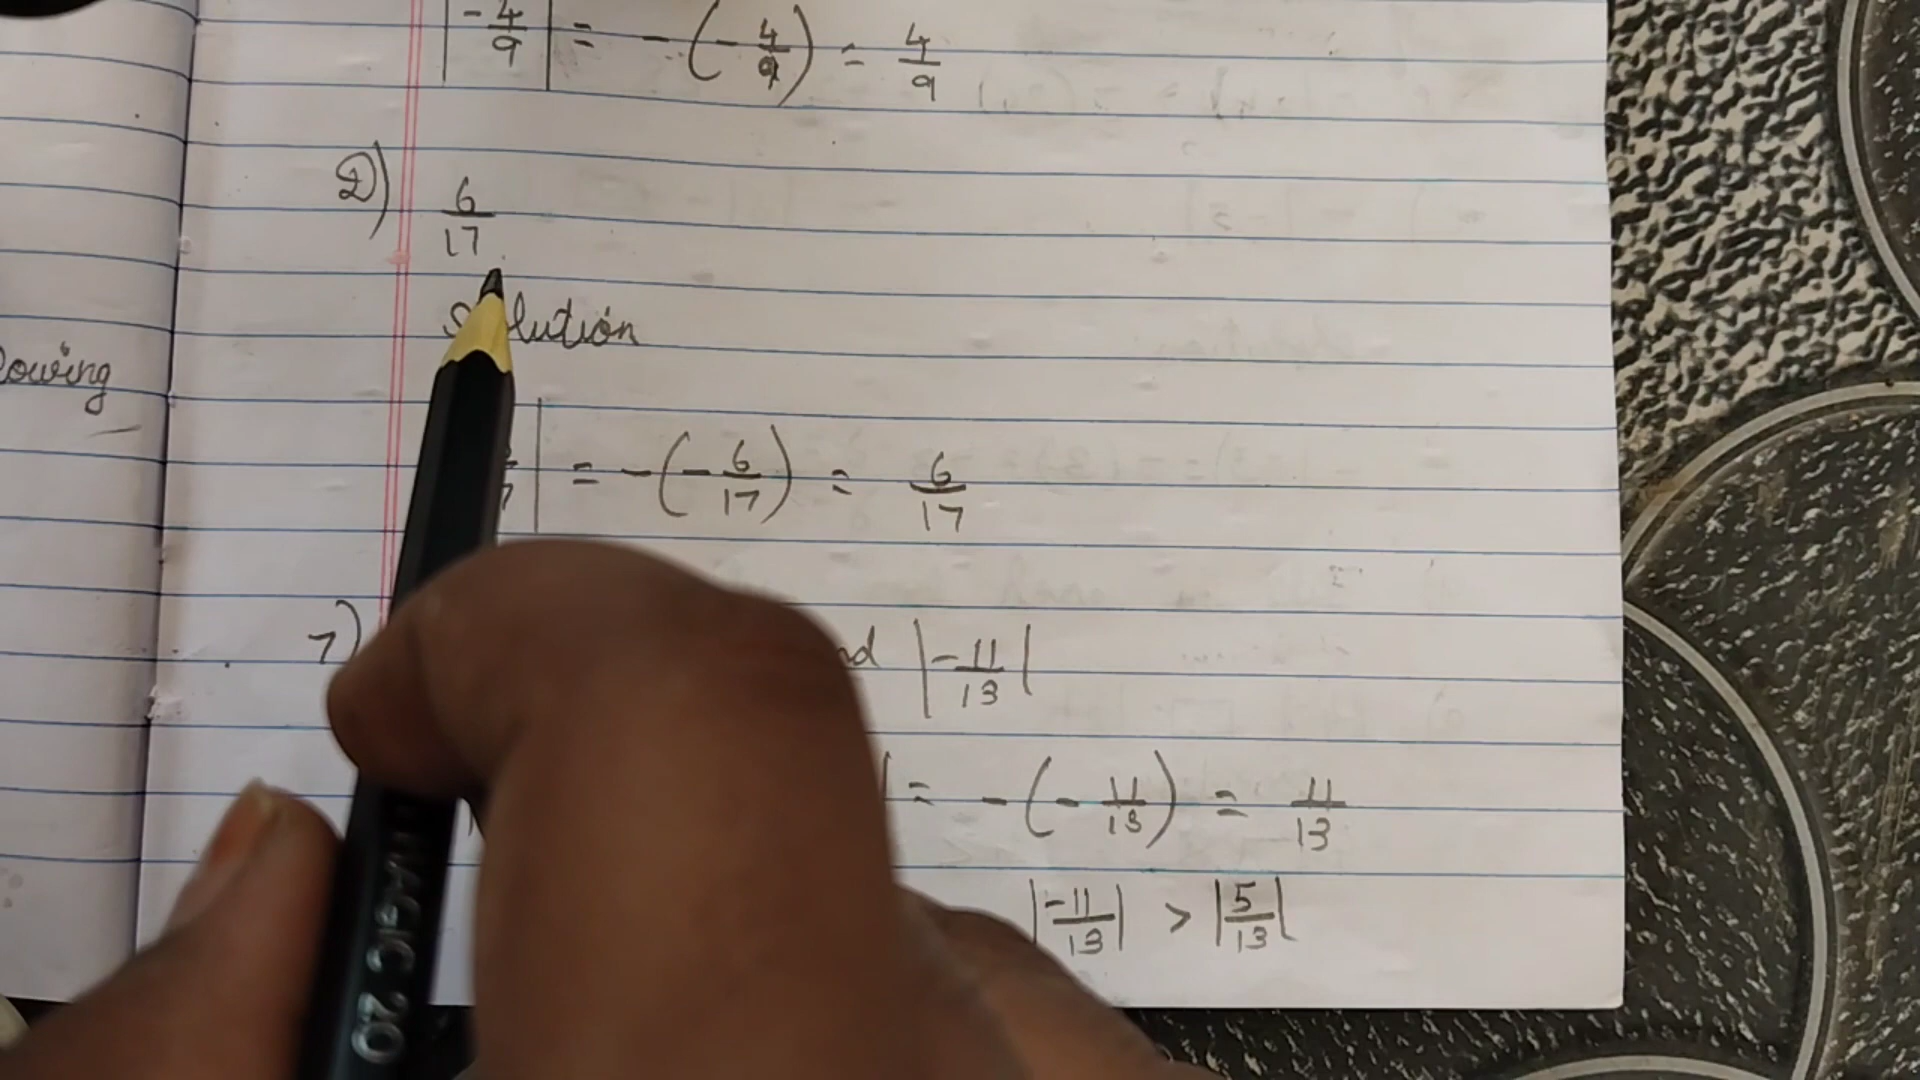 |-4/9| = -(-4/9) = 4/9
2) 6/17
Solution
| = -(-6/17) = 6/17
7) |-11/13|
= -(-11/13) = 11/13
|-11/13| > |5/13|
owing
MAGIC 20